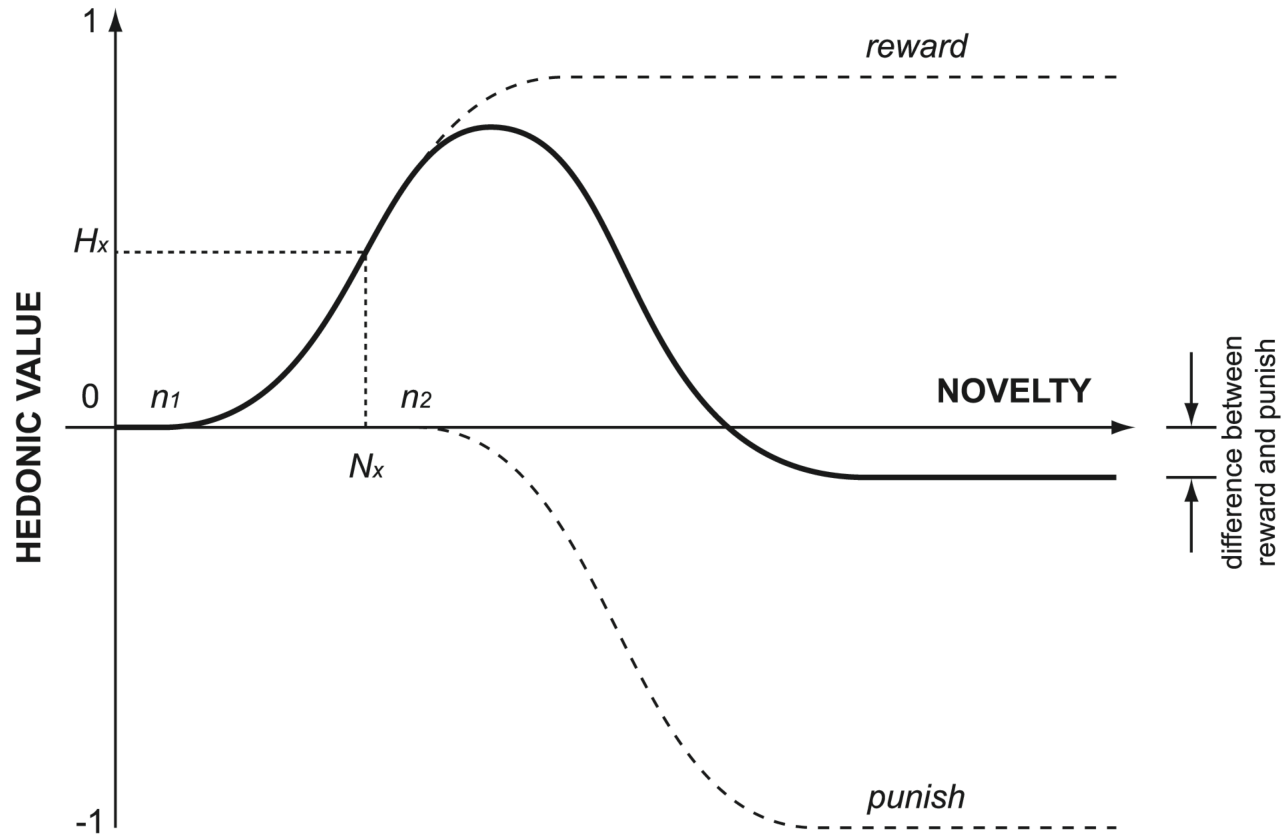 1
reward
Hx
HEDONIC VALUE
0
n1
n2
NOVELTY
Nx
difference between
reward and punish
punish
-1